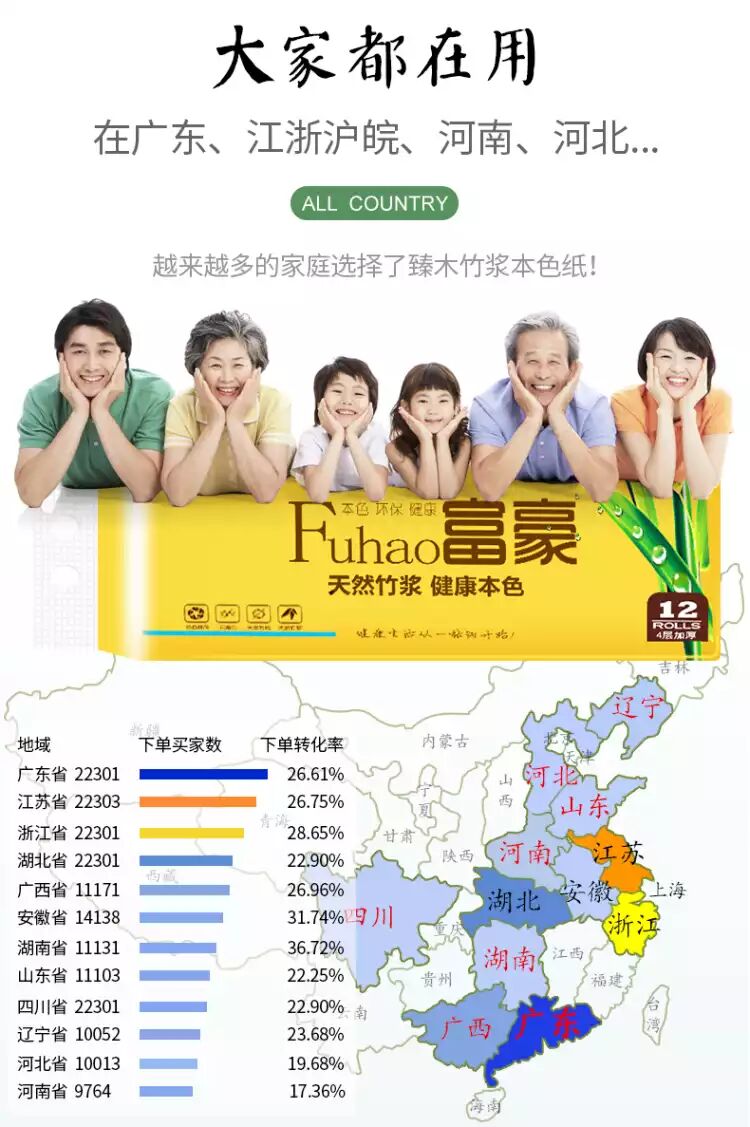 大家都在用
在广东、江浙沪皖、河南、河北...
ALL COUNTRY
越来越多的家庭选择了臻木竹浆本色纸!
本色 环保 健康
Fuhao富豪
天然竹浆 健康本色
12
ROLLS
4层加厚
吉林
辽宁
新疆
内蒙古
北京
天津
河北
山西
宁夏
山东
青海
甘肃
陕西
河南
江苏
西藏
四川
湖北
安徽
上海
重庆
浙江
湖南
江西
贵州
福建
云南
广西
广东
台湾
海南
地域 下单买家数 下单转化率
广东省 22301 26.61%
江苏省 22303 26.75%
浙江省 22301 28.65%
湖北省 22301 22.90%
广西省 11171 26.96%
安徽省 14138 31.74%
湖南省 11131 36.72%
山东省 11103 22.25%
四川省 22301 22.90%
辽宁省 10052 23.68%
河北省 10013 19.68%
河南省 9764 17.36%